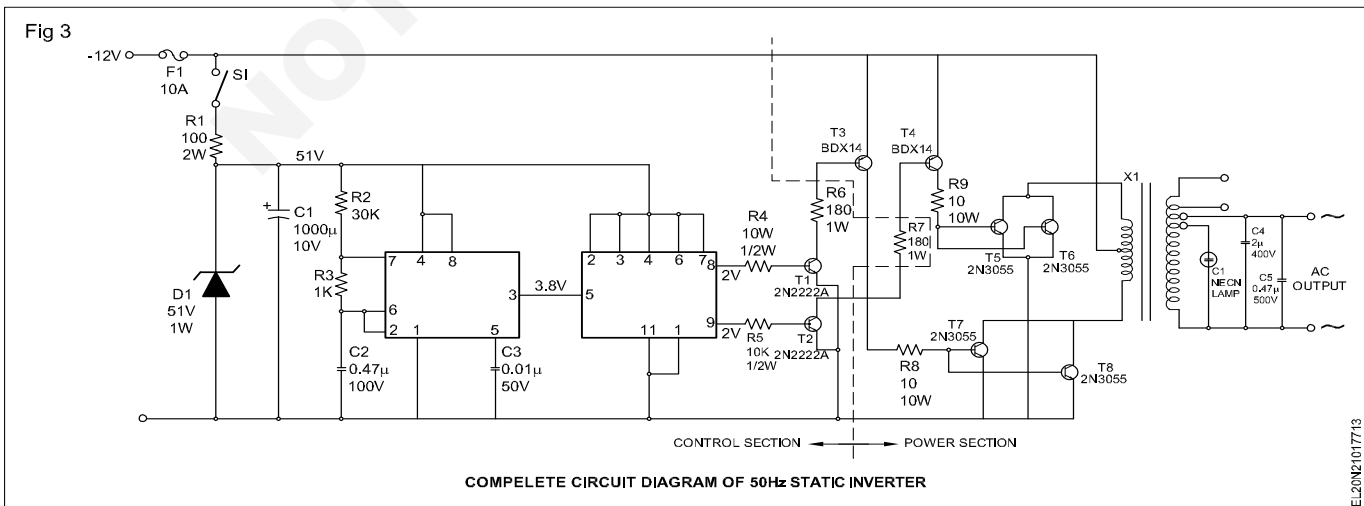 Fig 3
-12V
F1
10A
SI
R1
100
2W
51V
D1
51V
1W
+
C1
1000µ
10V
R2
30K
R3
1K
C2
0.47µ
100V
7
4
8
6
2
1
5
3
3.8V
C3
0.01µ
50V
2
3
4
6
7
5
8
9
11
1
2V
2V
R4
10W
1/2W
R5
10K
1/2W
T1
2N2222A
T2
2N2222A
R6
180
1W
R7
180
1W
T3
BDX14
T4
BDX14
R9
10
10W
T5
2N3055
T6
2N3055
T7
2N3055
T8
2N3055
R8
10
10W
X1
C1
NECN
LAMP
C4
2µ
400V
C5
0.47µ
500V
AC
OUTPUT
CONTROL SECTION
POWER SECTION
COMPELETE CIRCUIT DIAGRAM OF 50Hz STATIC INVERTER
EL20N21017713
NOT